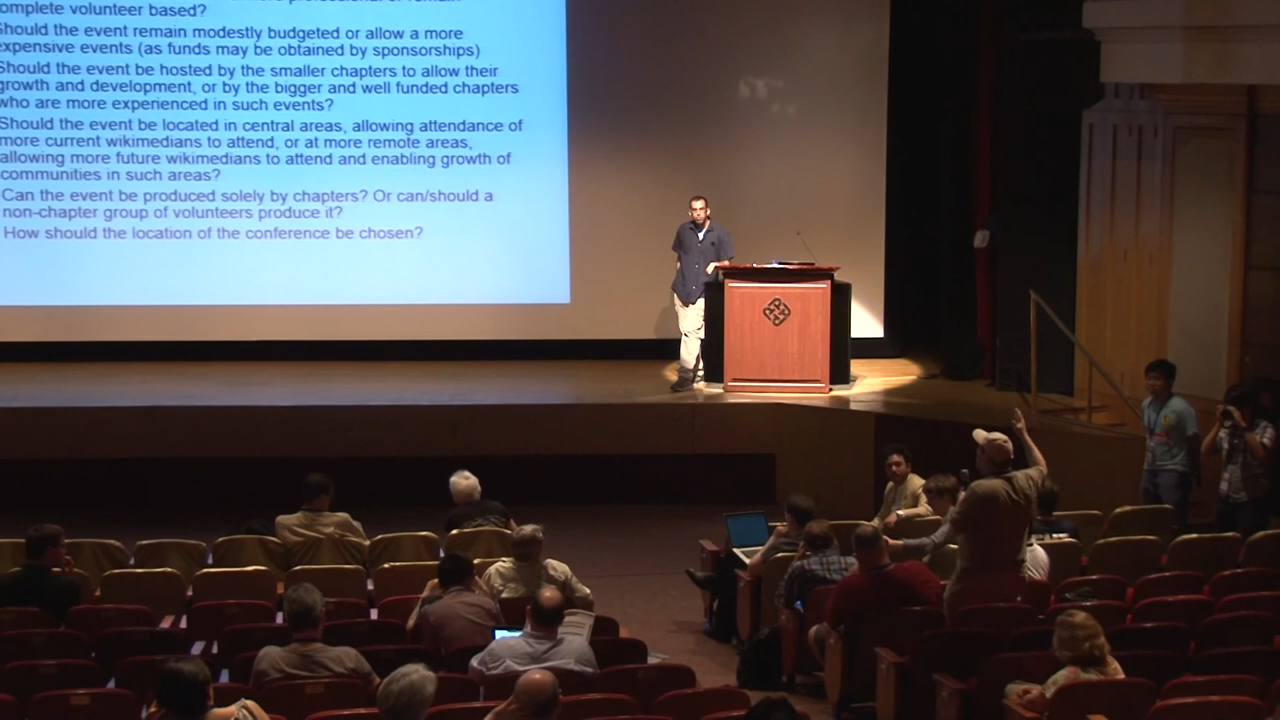 omplete volunteer based?
Should the event remain modestly budgeted or allow a more
expensive events (as funds may be obtained by sponsorships)
Should the event be hosted by the smaller chapters to allow their
growth and development, or by the bigger and well funded chapters
who are more experienced in such events?
Should the event be located in central areas, allowing attendance of
more current wikimedians to attend, or at more remote areas,
allowing more future wikimedians to attend and enabling growth of
communities in such areas?
Can the event be produced solely by chapters? Or can/should a
non-chapter group of volunteers produce it?
How should the location of the conference be chosen?